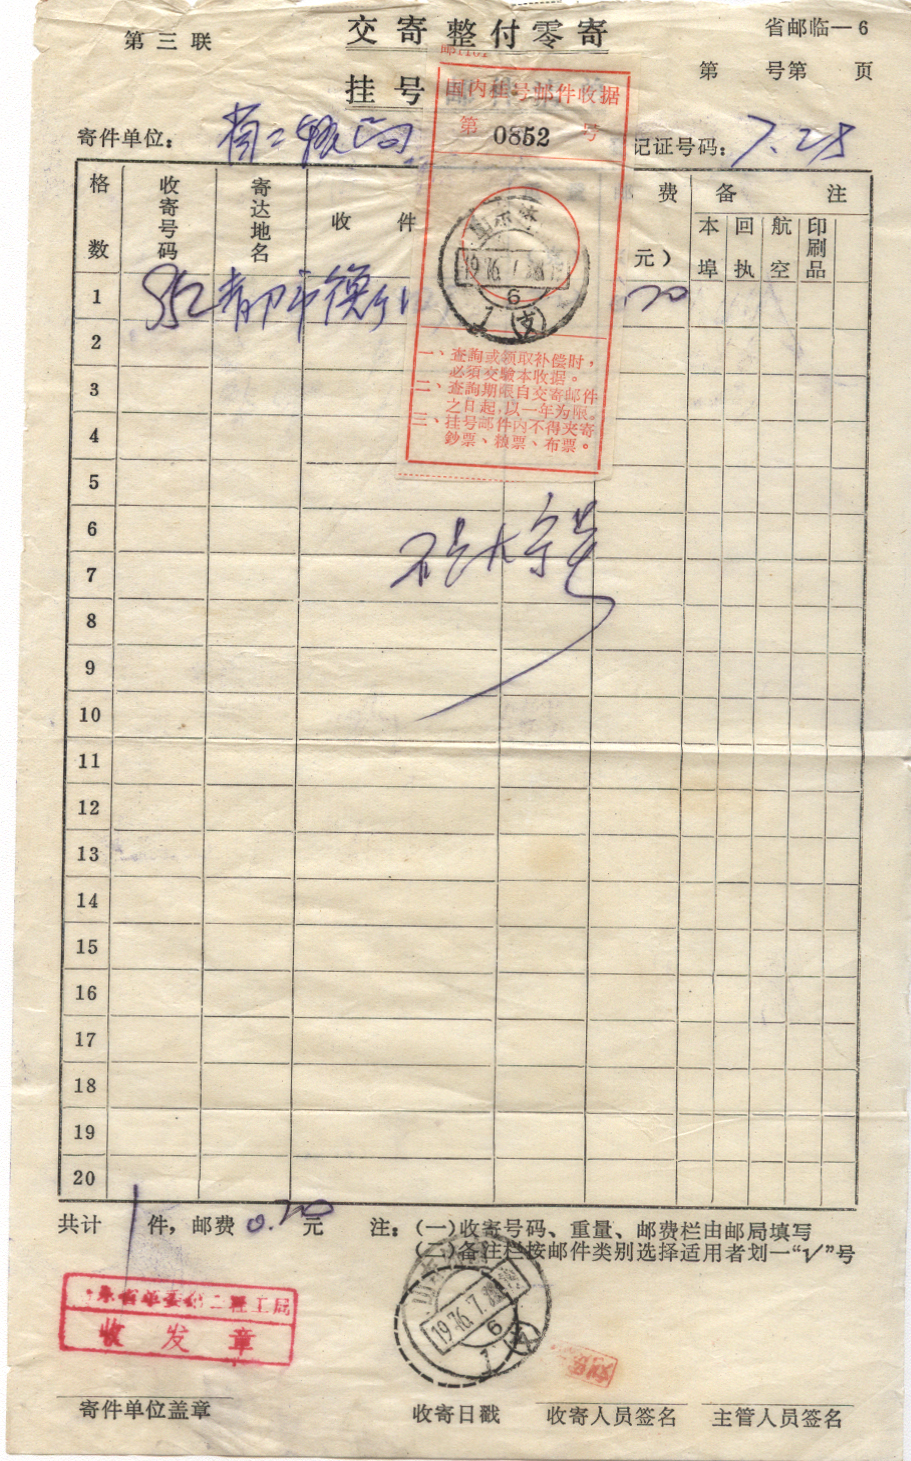 第三联
交寄整付零寄
省邮临—6
挂号
第 号第 页
寄件单位：
记证号码：7.28
国内挂号邮件收据
第 0852 号
格数
收寄号码
寄达地名
收 件
费
元）
备 注
本埠
回执
航空
印刷品
1 852
2
3
4
5
6
7
8
9
10
11
12
13
14
15
16
17
18
19
20
一、查詢或領取补偿时，
必須交驗本收据。
二、查詢期限自交寄邮件
之日起，以一年为限。
三、挂号邮件内不得夹寄
鈔票、粮票、布票。
共计 1 件，邮费 0.20 元
注：（一）收寄号码、重量、邮费栏由邮局填写
（二）备注栏按邮件类别选择适用者划一“√”号
收发章
1976.7.
6
（支）
寄件单位盖章
收寄日戳
收寄人员签名
主管人员签名